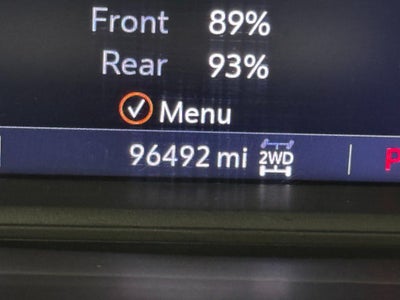 Front 89%
Rear 93%
Menu
96492 mi 2WD